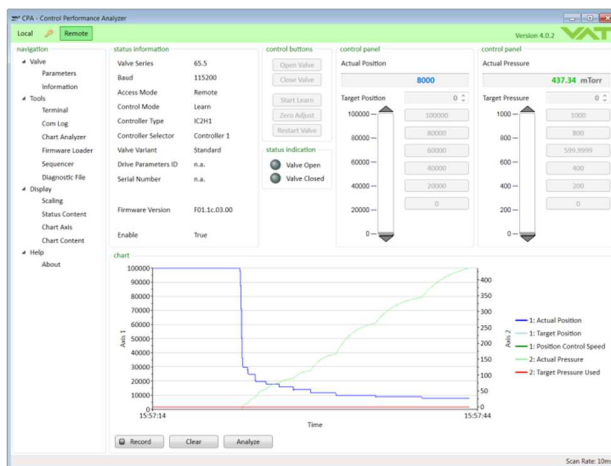 CPA - Control Performance Analyzer
Local
Remote
Version 4.0.2
VAT
navigation
Valve
Parameters
Information
Tools
Terminal
Com Log
Chart Analyzer
Firmware Loader
Sequencer
Diagnostic File
Display
Scaling
Status Content
Chart Axis
Chart Content
Help
About
status information
Valve Series 65.5
Baud 115200
Access Mode Remote
Control Mode Learn
Controller Type IC2H1
Controller Selector Controller 1
Valve Variant Standard
Drive Parameters ID n.a.
Serial Number n.a.
Firmware Version F01.1c.03.00
Enable True
control buttons
Open Valve
Close Valve
Start Learn
Zero Adjust
Restart Valve
status indication
Valve Open
Valve Closed
control panel
Actual Position
8000
Target Position 0
100000 100000
80000 80000
60000 60000
40000 40000
20000 20000
0 0
control panel
Actual Pressure
437.34 mTorr
Target Pressure 0
1000 1000
800 800
600 599.9999
400 400
200 200
0 0
chart
100000
90000
80000
70000
60000
50000
40000
30000
20000
10000
0
Axis 1
400
350
300
250
200
150
100
50
0
Axis 2
15:57:14
15:57:44
Time
1: Actual Position
1: Target Position
1: Position Control Speed
2: Actual Pressure
2: Target Pressure Used
Record
Clear
Analyze
Scan Rate: 10m